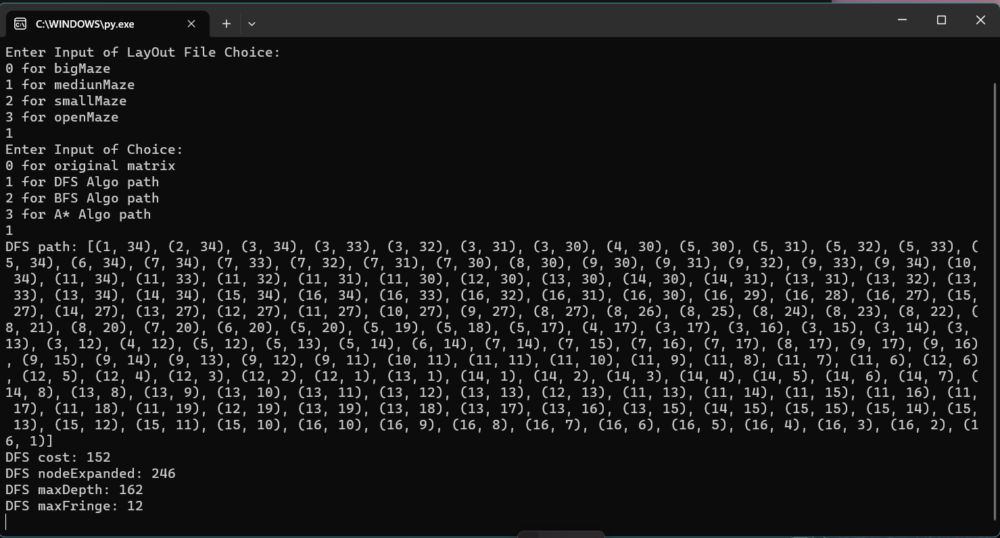 C:\WINDOWS\py.exe
Enter Input of LayOut File Choice:
0 for bigMaze
1 for mediunMaze
2 for smallMaze
3 for openMaze
1
Enter Input of Choice:
0 for original matrix
1 for DFS Algo path
2 for BFS Algo path
3 for A* Algo path
1
DFS path: [(1, 34), (2, 34), (3, 34), (3, 33), (3, 32), (3, 31), (3, 30), (4, 30), (5, 30), (5, 31), (5, 32), (5, 33), (
5, 34), (6, 34), (7, 34), (7, 33), (7, 32), (7, 31), (7, 30), (8, 30), (9, 30), (9, 31), (9, 32), (9, 33), (9, 34), (10,
 34), (11, 34), (11, 33), (11, 32), (11, 31), (11, 30), (12, 30), (13, 30), (14, 30), (14, 31), (13, 31), (13, 32), (13,
 33), (13, 34), (14, 34), (15, 34), (16, 34), (16, 33), (16, 32), (16, 31), (16, 30), (16, 29), (16, 28), (16, 27), (15,
 27), (14, 27), (13, 27), (12, 27), (11, 27), (10, 27), (9, 27), (8, 27), (8, 26), (8, 25), (8, 24), (8, 23), (8, 22), (
8, 21), (8, 20), (7, 20), (6, 20), (5, 20), (5, 19), (5, 18), (5, 17), (4, 17), (3, 17), (3, 16), (3, 15), (3, 14), (3,
13), (3, 12), (4, 12), (5, 12), (5, 13), (5, 14), (6, 14), (7, 14), (7, 15), (7, 16), (7, 17), (8, 17), (9, 17), (9, 16)
, (9, 15), (9, 14), (9, 13), (9, 12), (9, 11), (10, 11), (11, 11), (11, 10), (11, 9), (11, 8), (11, 7), (11, 6), (12, 6)
, (12, 5), (12, 4), (12, 3), (12, 2), (12, 1), (13, 1), (14, 1), (14, 2), (14, 3), (14, 4), (14, 5), (14, 6), (14, 7), (
14, 8), (13, 8), (13, 9), (13, 10), (13, 11), (13, 12), (13, 13), (12, 13), (11, 13), (11, 14), (11, 15), (11, 16), (11,
 17), (11, 18), (11, 19), (12, 19), (13, 19), (13, 18), (13, 17), (13, 16), (13, 15), (14, 15), (15, 15), (15, 14), (15,
 13), (15, 12), (15, 11), (15, 10), (16, 10), (16, 9), (16, 8), (16, 7), (16, 6), (16, 5), (16, 4), (16, 3), (16, 2), (1
6, 1)]
DFS cost: 152
DFS nodeExpanded: 246
DFS maxDepth: 162
DFS maxFringe: 12